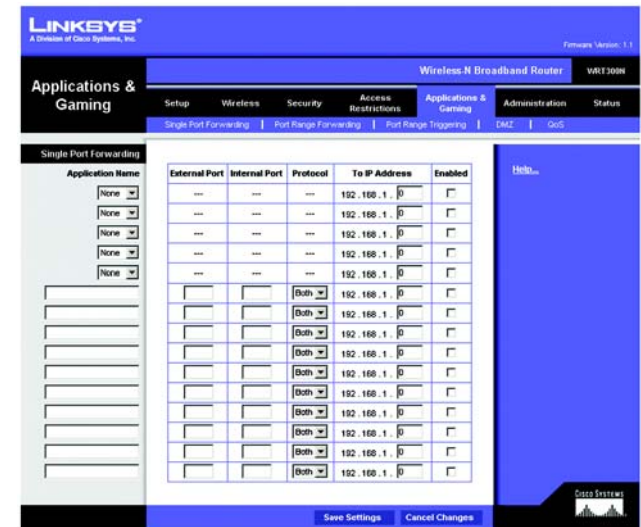 LINKSYS®
A Division of Cisco Systems, Inc.
Firmware Version: 1.1
Wireless-N Broadband Router WRT300N
Applications & Gaming
Setup Wireless Security Access Restrictions Applications & Gaming Administration Status
Single Port Forwarding | Port Range Forwarding | Port Range Triggering | DMZ | QoS
Single Port Forwarding
Application Name External Port Internal Port Protocol To IP Address Enabled
Help...
None --- --- --- 192.168.1. 0
None --- --- --- 192.168.1. 0
None --- --- --- 192.168.1. 0
None --- --- --- 192.168.1. 0
None --- --- --- 192.168.1. 0
Both 192.168.1. 0
Both 192.168.1. 0
Both 192.168.1. 0
Both 192.168.1. 0
Both 192.168.1. 0
Both 192.168.1. 0
Both 192.168.1. 0
Both 192.168.1. 0
Both 192.168.1. 0
Both 192.168.1. 0
Save Settings Cancel Changes
CISCO SYSTEMS